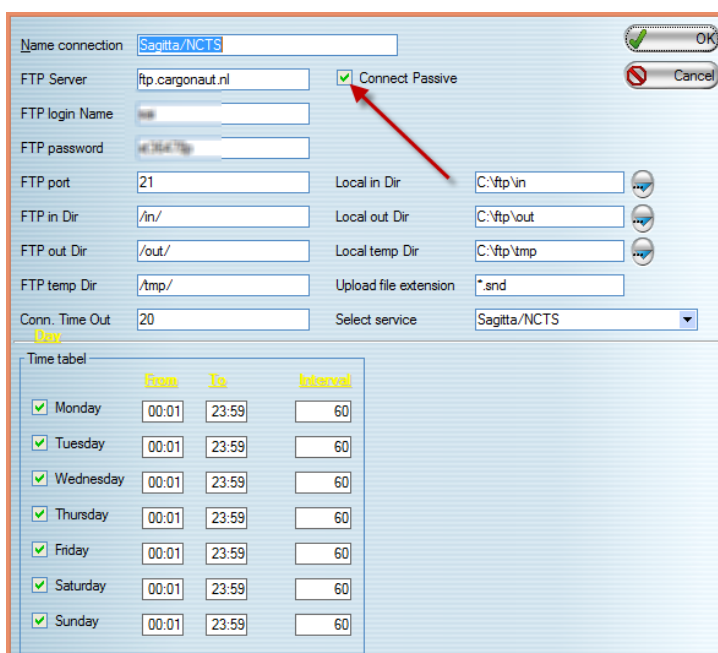 Name connection Sagitta/NCTS OK
FTP Server ftp.cargonaut.nl Connect Passive Cancel
FTP login Name
FTP password
FTP port 21 Local in Dir C:\ftp\in
FTP in Dir /in/ Local out Dir C:\ftp\out
FTP out Dir /out/ Local temp Dir C:\ftp\tmp
FTP temp Dir /tmp/ Upload file extension *.snd
Conn. Time Out 20 Select service Sagitta/NCTS
Day
Time tabel
From To Interval
Monday 00:01 23:59 60
Tuesday 00:01 23:59 60
Wednesday 00:01 23:59 60
Thursday 00:01 23:59 60
Friday 00:01 23:59 60
Saturday 00:01 23:59 60
Sunday 00:01 23:59 60